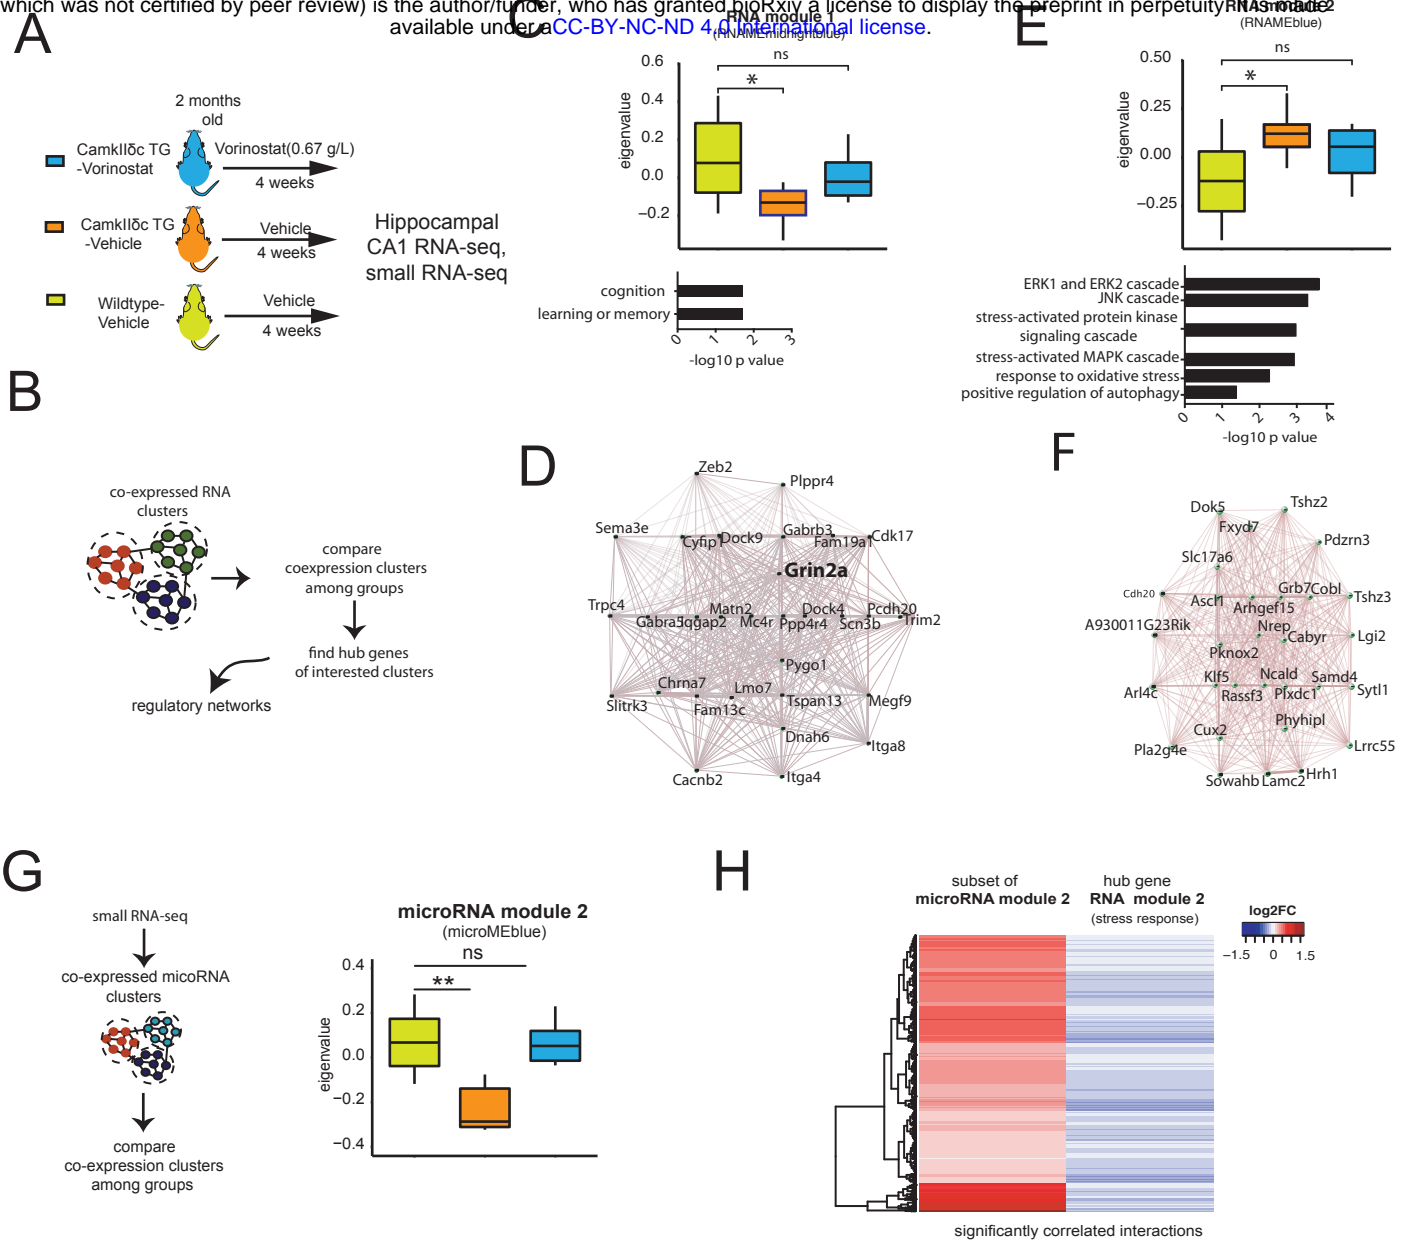 which was not certified by peer review) is the author/funder, who has granted bioRxiv a license to display the preprint in perpetuity. It is made
available under aCC-BY-NC-ND 4.0 International license.
A
2 months
old
CamkIIδc TG
-Vorinostat
Vorinostat(0.67 g/L)
4 weeks
CamkIIδc TG
-Vehicle
Vehicle
4 weeks
Wildtype-
Vehicle
Vehicle
4 weeks
Hippocampal
CA1 RNA-seq,
small RNA-seq
B
co-expressed RNA
clusters
compare
coexpression clusters
among groups
find hub genes
of interested clusters
regulatory networks
C
RNA module 1
(RNAMEmidnightblue)
ns
*
eigenvalue
0.6
0.4
0.2
0.0
−0.2
cognition
learning or memory
0
1
2
3
-log10 p value
D
Zeb2
Plppr4
Sema3e
Cyfip1
Dock9
Gabrb3
Fam19a1
Cdk17
Grin2a
Trpc4
Gabra5
Iqgap2
Matn2
Mc4r
Ppp4r4
Dock4
Scn3b
Pcdh20
Trim2
Pygo1
Chrna7
Lmo7
Slitrk3
Fam13c
Tspan13
Megf9
Dnah6
Itga8
Cacnb2
Itga4
E
RNA module 2
(RNAMEblue)
ns
*
eigenvalue
0.50
0.25
0.00
−0.25
ERK1 and ERK2 cascade
JNK cascade
stress-activated protein kinase
signaling cascade
stress-activated MAPK cascade
response to oxidative stress
positive regulation of autophagy
0
1
2
3
4
-log10 p value
F
Dok5
Tshz2
Fxyd7
Pdzrn3
Slc17a6
Cdh20
Ascl1
Arhgef15
Grb7
Cobl
Tshz3
A930011G23Rik
Nrep
Cabyr
Lgi2
Pknox2
Klf5
Ncald
Samd4
Arl4c
Rassf3
Plxdc1
Sytl1
Cux2
Phyhipl
Pla2g4e
Lrrc55
Sowahb
Lamc2
Hrh1
G
small RNA-seq
co-expressed micoRNA
clusters
compare
co-expression clusters
among groups
microRNA module 2
(microMEblue)
ns
**
eigenvalue
0.4
0.2
0.0
−0.2
−0.4
H
subset of
microRNA module 2
hub gene
RNA module 2
(stress response)
log2FC
−1.5
0
1.5
significantly correlated interactions